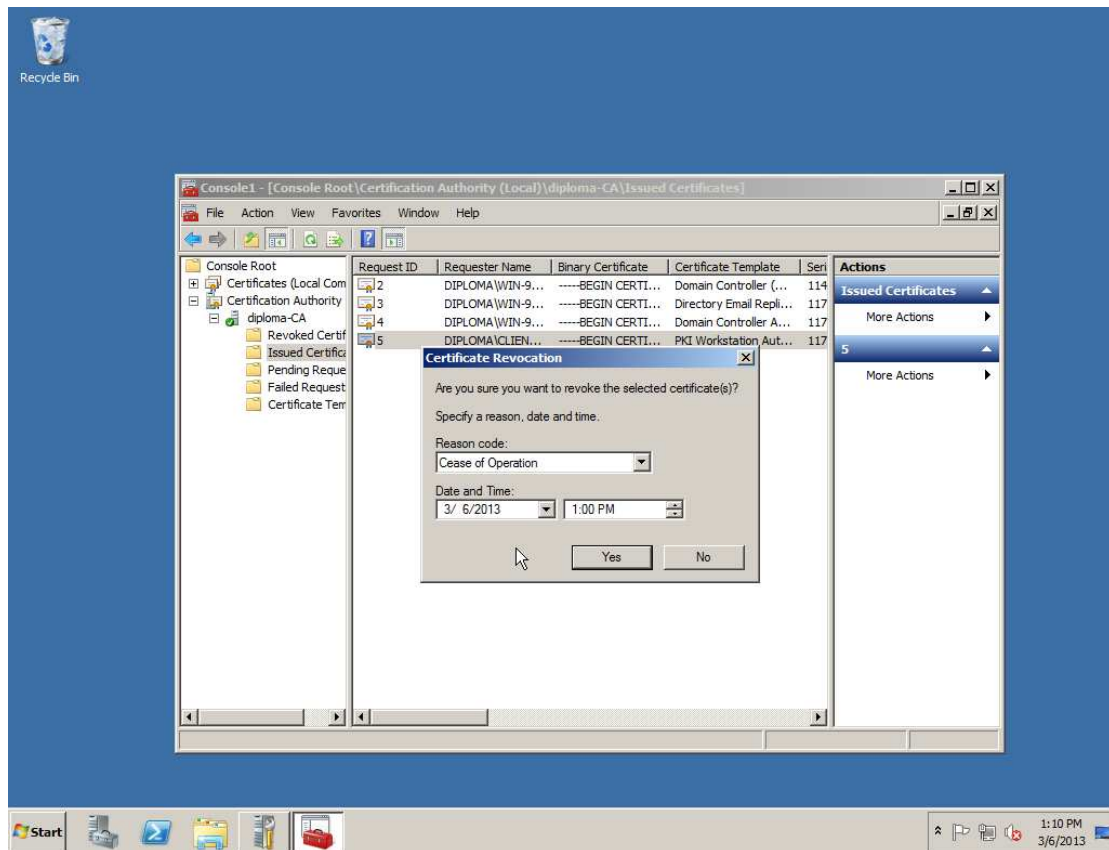 Recycle Bin
Console1 - [Console Root\Certification Authority (Local)\diploma-CA\Issued Certificates]
File Action View Favorites Window Help
Console Root
Certificates (Local Com
Certification Authority
diploma-CA
Revoked Certif
Issued Certifica
Pending Reque
Failed Request
Certificate Tem
Request ID Requester Name Binary Certificate Certificate Template Seri
2 DIPLOMA\WIN-9... -----BEGIN CERTI... Domain Controller (... 114
3 DIPLOMA\WIN-9... -----BEGIN CERTI... Directory Email Repli... 117
4 DIPLOMA\WIN-9... -----BEGIN CERTI... Domain Controller A... 117
5 DIPLOMA\CLIEN... -----BEGIN CERTI... PKI Workstation Aut... 117
Actions
Issued Certificates
More Actions
5
More Actions
Certificate Revocation
Are you sure you want to revoke the selected certificate(s)?
Specify a reason, date and time.
Reason code:
Cease of Operation
Date and Time:
3/ 6/2013 1:00 PM
Yes No
Start
1:10 PM
3/6/2013